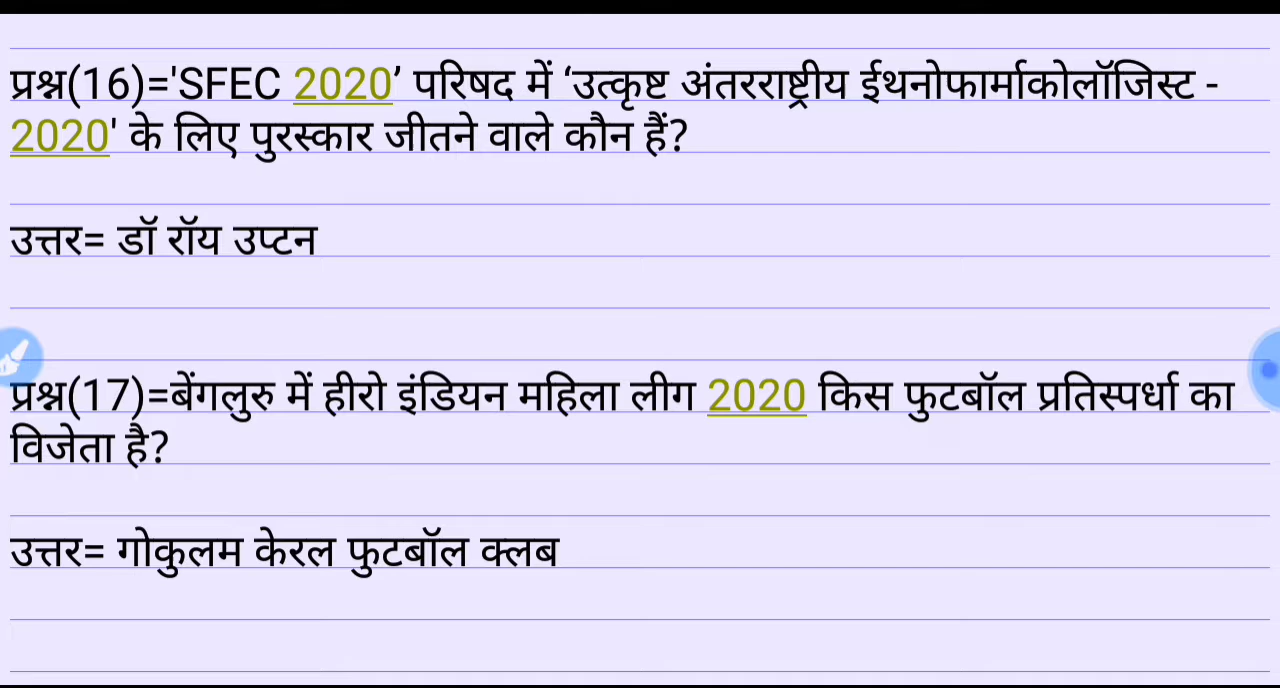 प्रश्न(16)='SFEC 2020’ परिषद में ‘उत्कृष्ट अंतरराष्ट्रीय ईथनोफार्माकोलॉजिस्ट -
2020' के लिए पुरस्कार जीतने वाले कौन हैं?
उत्तर= डॉ रॉय उप्टन
प्रश्न(17)=बेंगलुरु में हीरो इंडियन महिला लीग 2020 किस फुटबॉल प्रतिस्पर्धा का
विजेता है?
उत्तर= गोकुलम केरल फुटबॉल क्लब